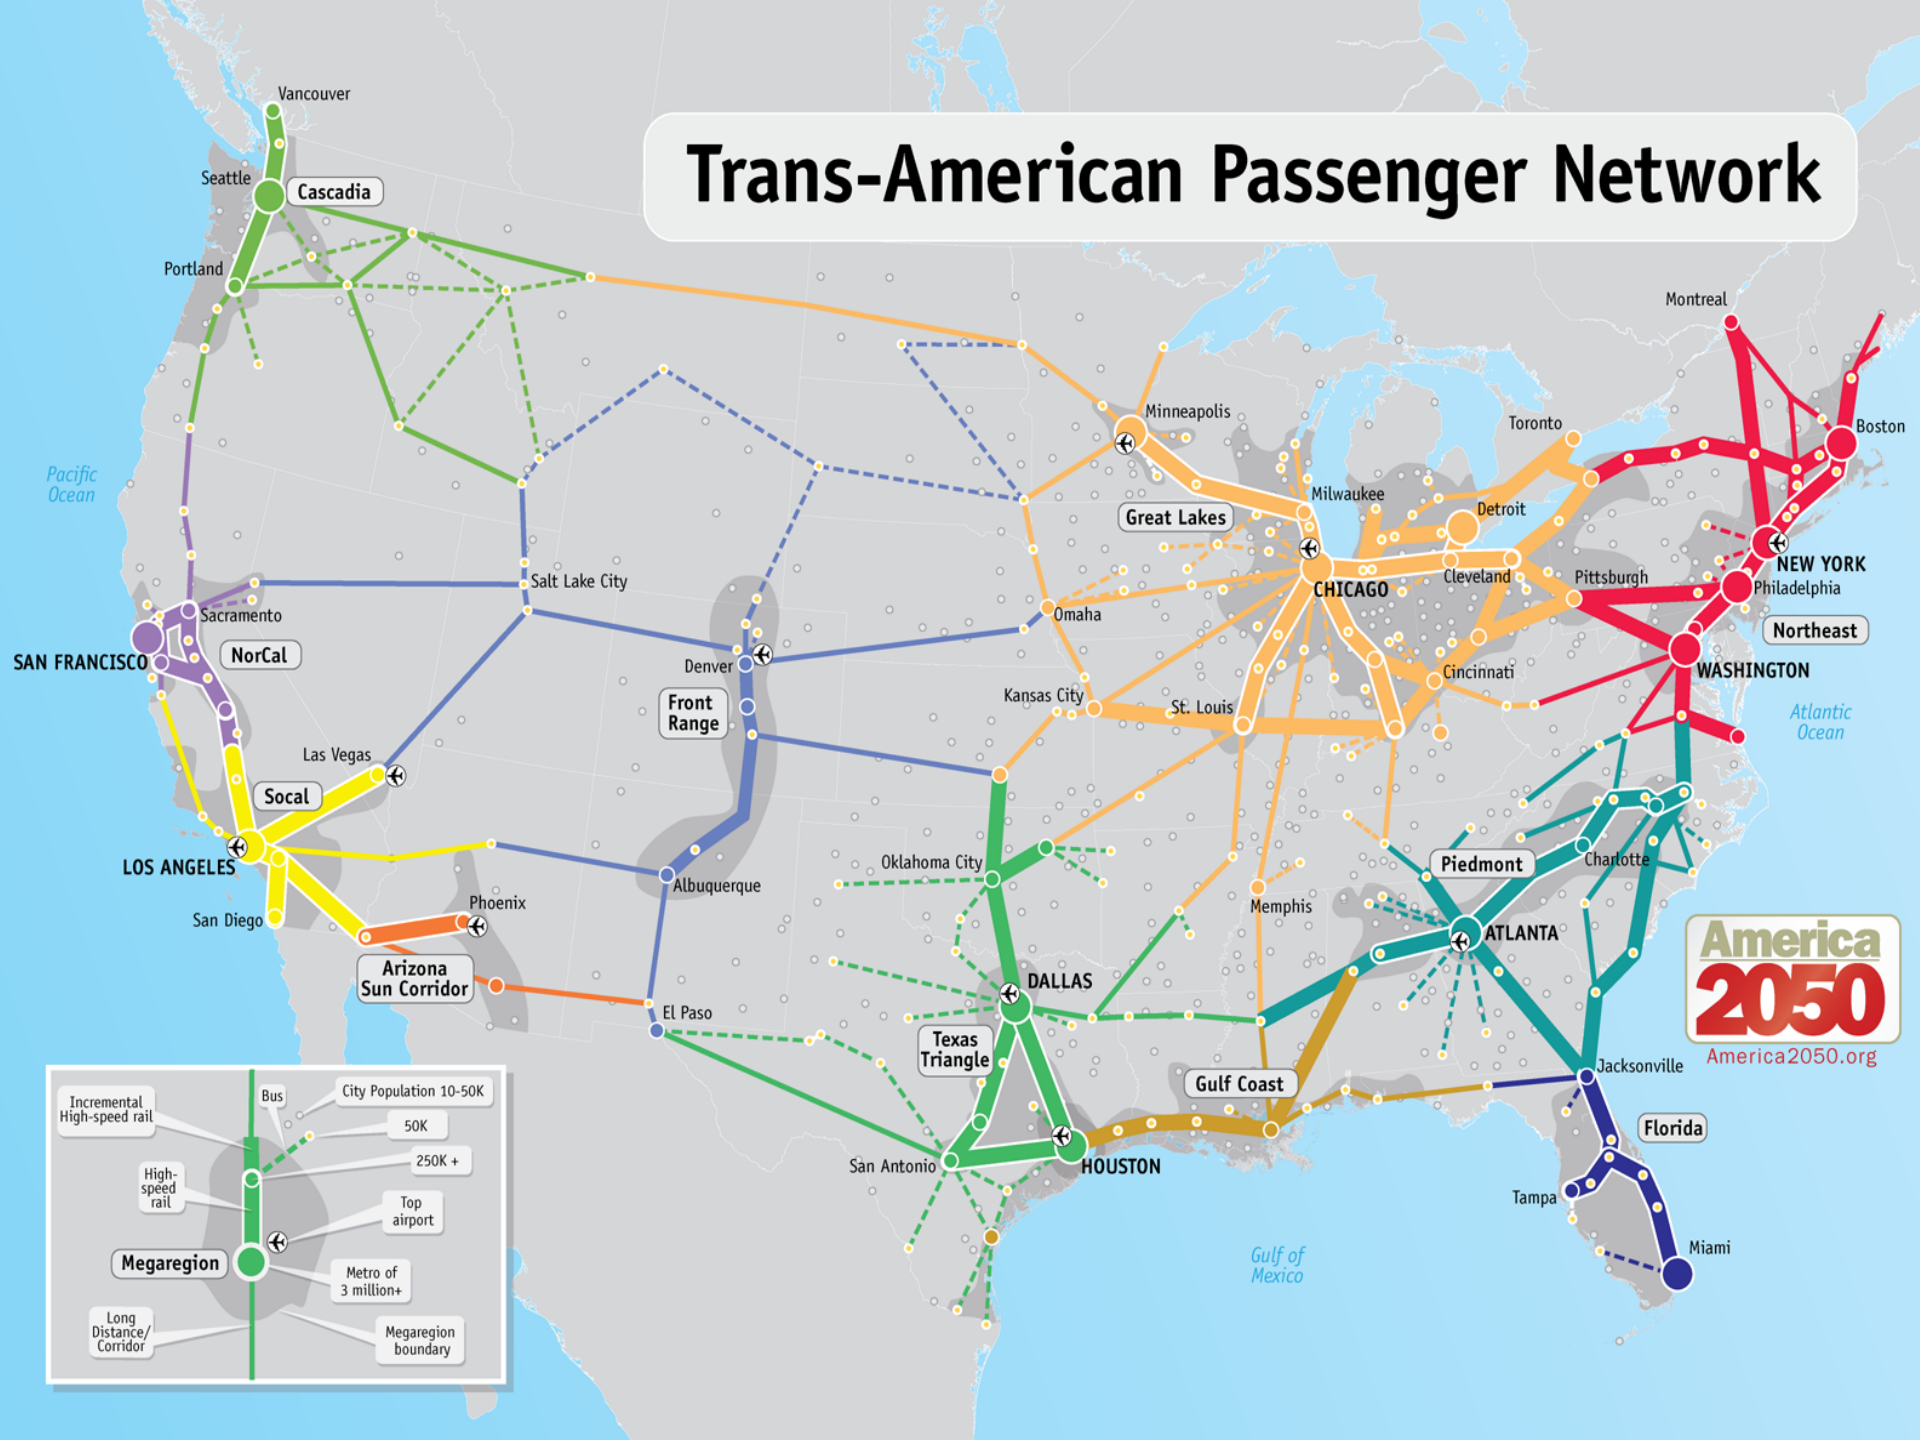 Trans-American Passenger Network
Vancouver
Seattle
Cascadia
Portland
Montreal
Minneapolis
Toronto
Boston
Pacific
Ocean
Milwaukee
Great Lakes
Detroit
NEW YORK
CHICAGO
Cleveland
Pittsburgh
Philadelphia
Salt Lake City
Sacramento
Omaha
Northeast
SAN FRANCISCO
NorCal
Denver
WASHINGTON
Cincinnati
Front
Range
Kansas City
St. Louis
Atlantic
Ocean
Las Vegas
Socal
LOS ANGELES
Oklahoma City
Piedmont
Charlotte
Albuquerque
San Diego
Phoenix
Memphis
ATLANTA
America
2050
America2050.org
Arizona
Sun Corridor
DALLAS
El Paso
Texas
Triangle
Gulf Coast
Jacksonville
Florida
San Antonio
HOUSTON
Tampa
Miami
Gulf of
Mexico
Incremental
High-speed rail
Bus
City Population 10-50K
50K
250K +
High-
speed
rail
Top
airport
Megaregion
Metro of
3 million+
Long
Distance/
Corridor
Megaregion
boundary